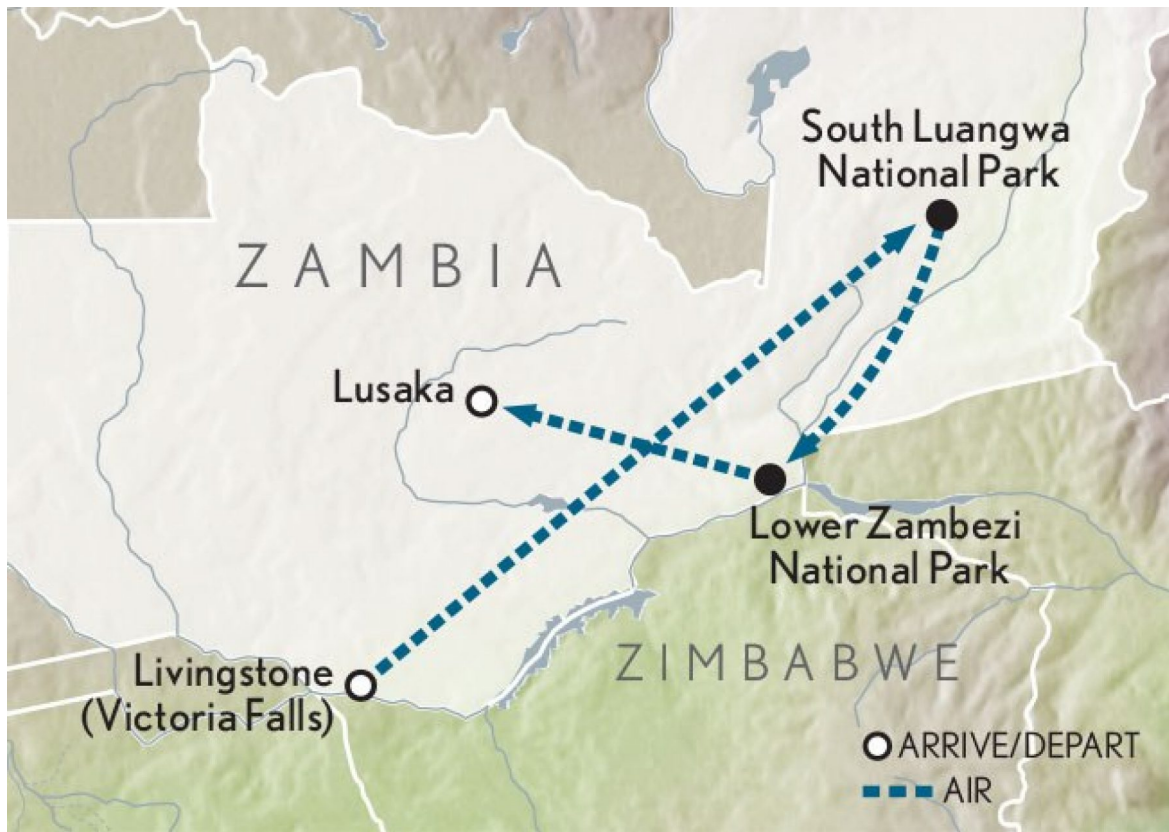 South Luangwa
National Park
ZAMBIA
Lusaka
Lower Zambezi
National Park
ZIMBABWE
Livingstone
(Victoria Falls)
ARRIVE/DEPART
AIR